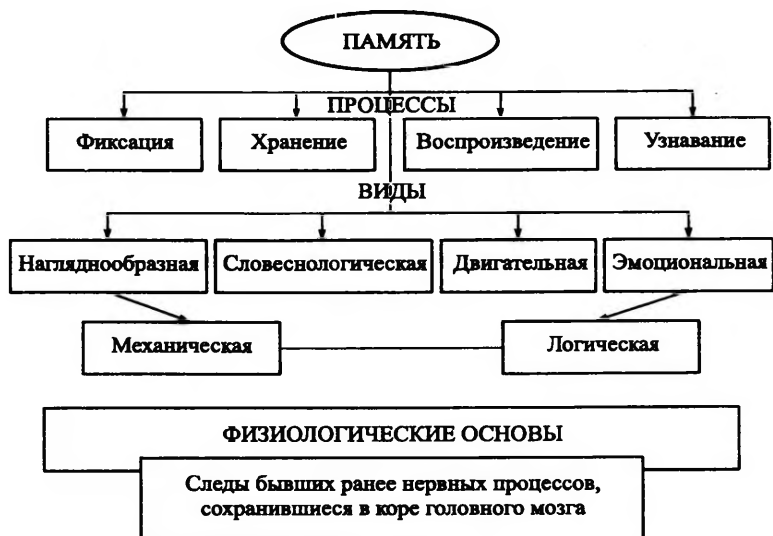 ПАМЯТЬ
ПРОЦЕССЫ
Фиксация
Хранение
Воспроизведение
Узнавание
ВИДЫ
Нагляднообразная
Словеснологическая
Двигательная
Эмоциональная
Механическая
Логическая
ФИЗИОЛОГИЧЕСКИЕ ОСНОВЫ
Следы бывших ранее нервных процессов,
сохранившиеся в коре головного мозга